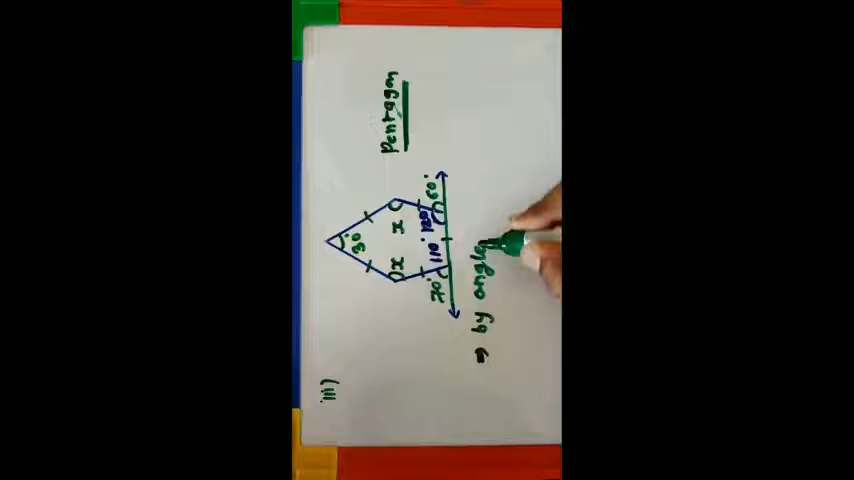 (iii.
Pentagon
30°
x x
70° 110° 120° 60°
⇒ by angle